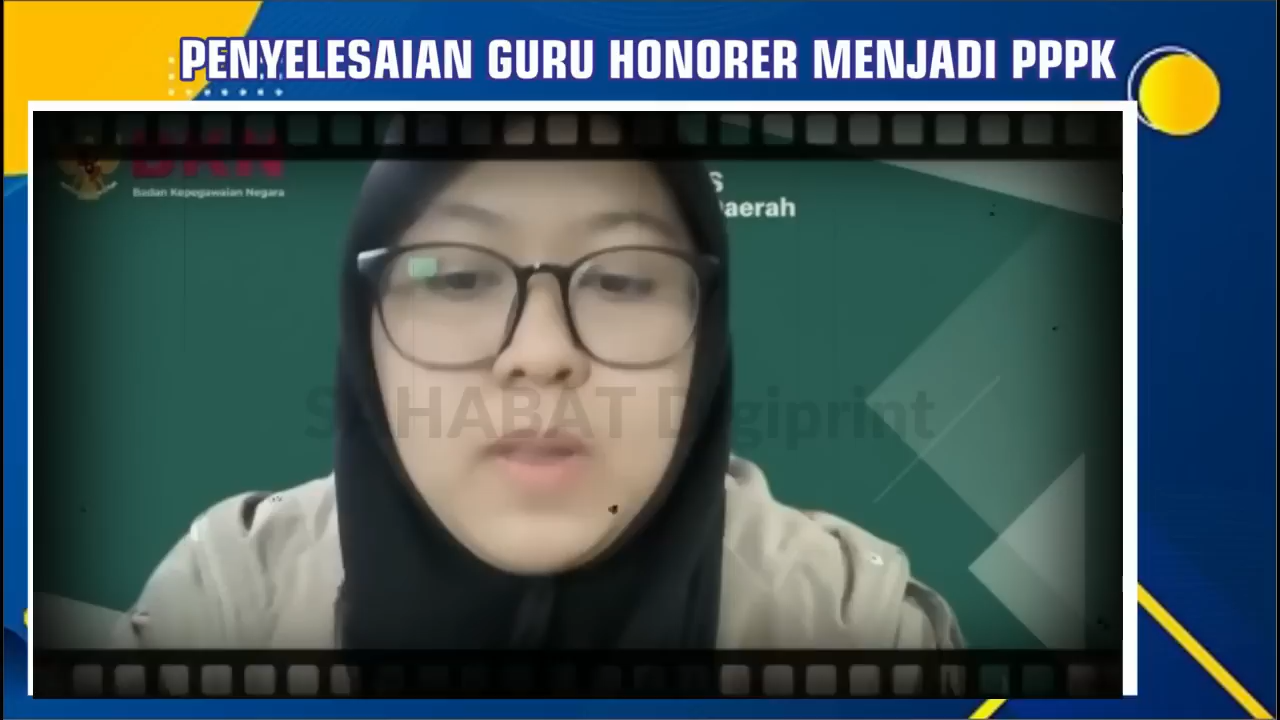 PENYELESAIAN GURU HONORER MENJADI PPPK
BKN
Badan Kepegawaian Negara
S
Daerah
SAHABAT Digiprint